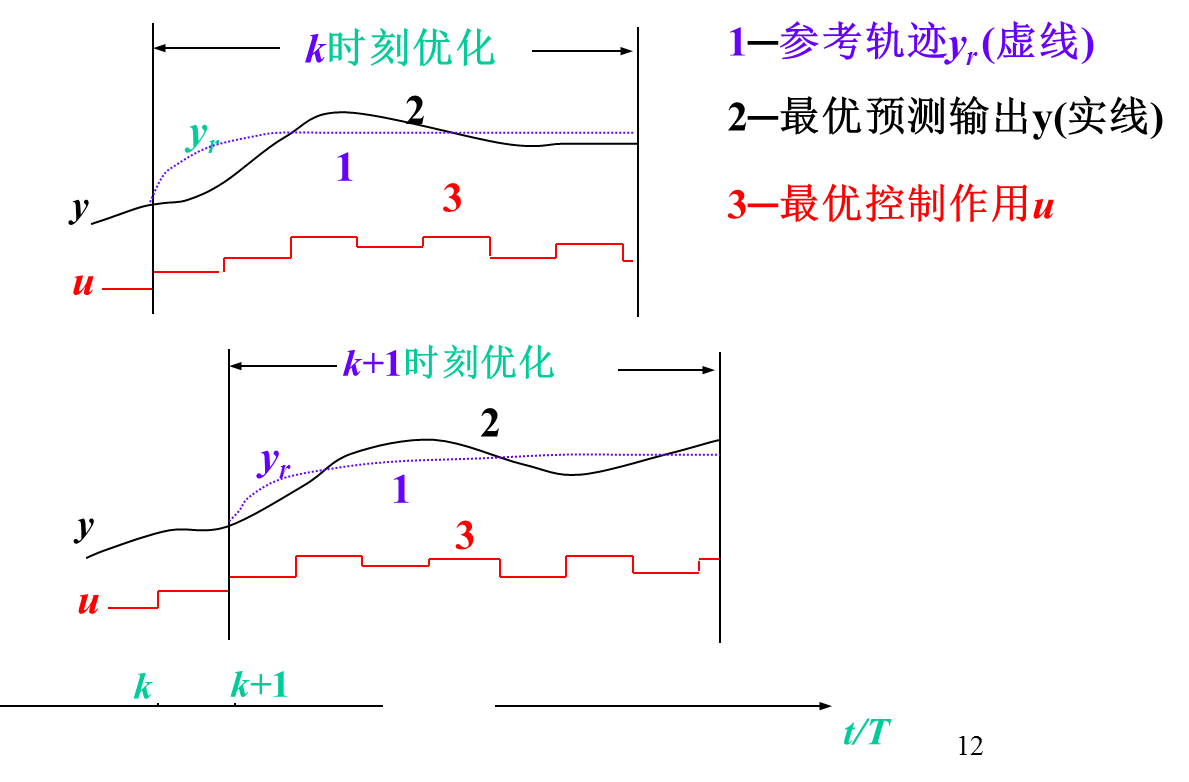 k时刻优化
1—参考轨迹yr(虚线)
2
2—最优预测输出y(实线)
yr
1
3
3—最优控制作用u
y
u
k+1时刻优化
2
yr
1
y
3
u
k
k+1
t/T
12